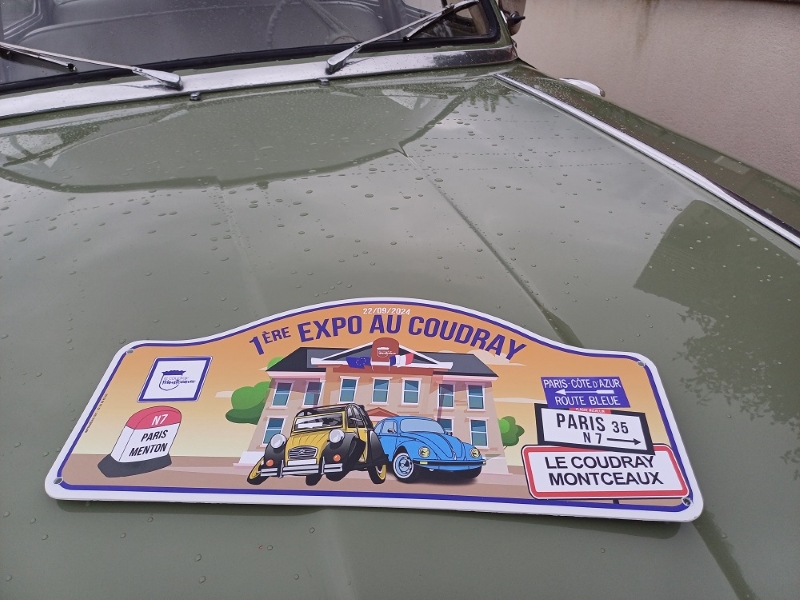 22/09/2024
1ÈRE EXPO AU COUDRAY
N7
PARIS
MENTON
PARIS-CÔTE D'AZUR
ROUTE BLEUE
PARIS 35
N7
LE COUDRAY
MONTCEAUX